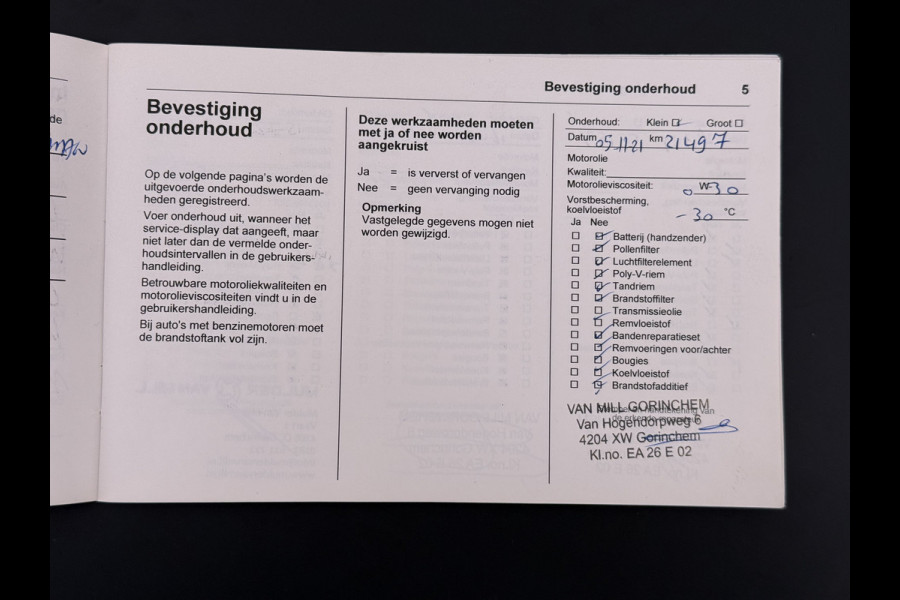 Bevestiging onderhoud 5
Bevestiging
onderhoud
Op de volgende pagina's worden de
uitgevoerde onderhoudswerkzaam-
heden geregistreerd.
Voer onderhoud uit, wanneer het
service-display dat aangeeft, maar
niet later dan de vermelde onder-
houdsintervallen in de gebruikers-
handleiding.
Betrouwbare motoroliekwaliteiten en
motorolieviscositeiten vindt u in de
gebruikershandleiding.
Bij auto's met benzinemotoren moet
de brandstoftank vol zijn.
Deze werkzaamheden moeten
met ja of nee worden
aangekruist
Ja = is ververst of vervangen
Nee = geen vervanging nodig
Opmerking
Vastgelegde gegevens mogen niet
worden gewijzigd.
Onderhoud: Klein ☑ Groot ☐
Datum 05.11.21 km 21497
Motorolie
Kwaliteit:
Motorolieviscositeit: 0 W-30
Vorstbescherming,
koelvloeistof - 30 °C
Ja Nee
☐ ☑ Batterij (handzender)
☐ ☑ Pollenfilter
☐ ☑ Luchtfilterelement
☐ ☑ Poly-V-riem
☐ ☑ Tandriem
☐ ☑ Brandstoffilter
☐ ☑ Transmissieolie
☐ ☑ Remvloeistof
☐ ☑ Bandenreparatieset
☐ ☑ Remvoeringen voor/achter
☐ ☑ Bougies
☐ ☑ Koelvloeistof
☐ ☑ Brandstofadditief
VAN MILL GORINCHEM
Van Hogendorpweg 6
4204 XW Gorinchem
Kl.no. EA 26 E 02